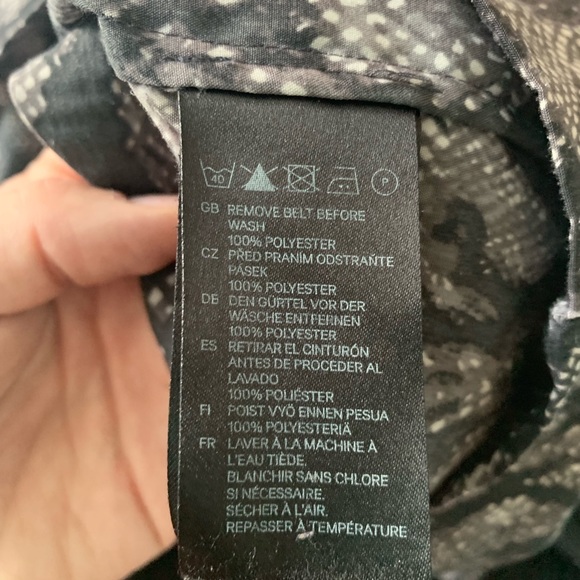 40 P
GB REMOVE BELT BEFORE
WASH
100% POLYESTER
CZ PŘED PRANÍM ODSTRAŇTE
PÁSEK
100% POLYESTER
DE DEN GÜRTEL VOR DER
WÄSCHE ENTFERNEN
100% POLYESTER
ES RETIRAR EL CINTURÓN
ANTES DE PROCEDER AL
LAVADO
100% POLIÉSTER
FI POIST VYÖ ENNEN PESUA
100% POLYESTERIÄ
FR LAVER À LA MACHINE À
L'EAU TIÈDE.
BLANCHIR SANS CHLORE
SI NÉCESSAIRE.
SÉCHER À L'AIR.
REPASSER À TEMPÉRATURE